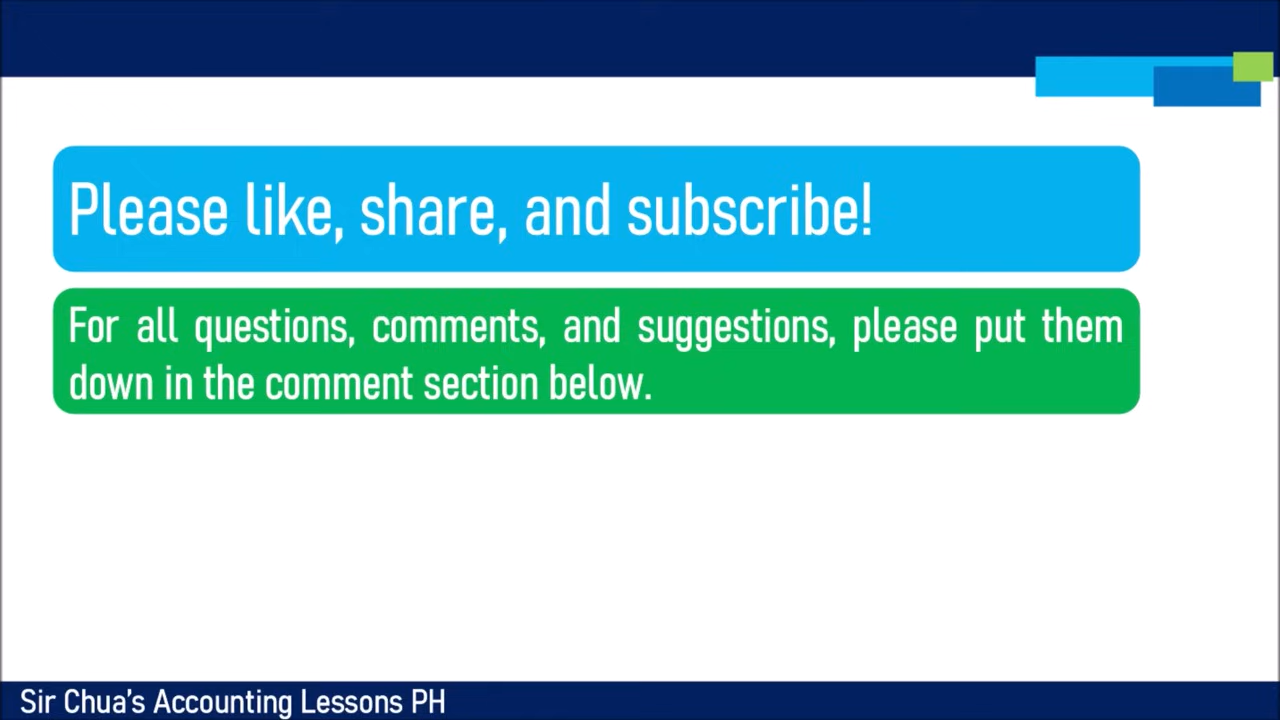 Please like, share, and subscribe!
For all questions, comments, and suggestions, please put them
down in the comment section below.
Sir Chua's Accounting Lessons PH